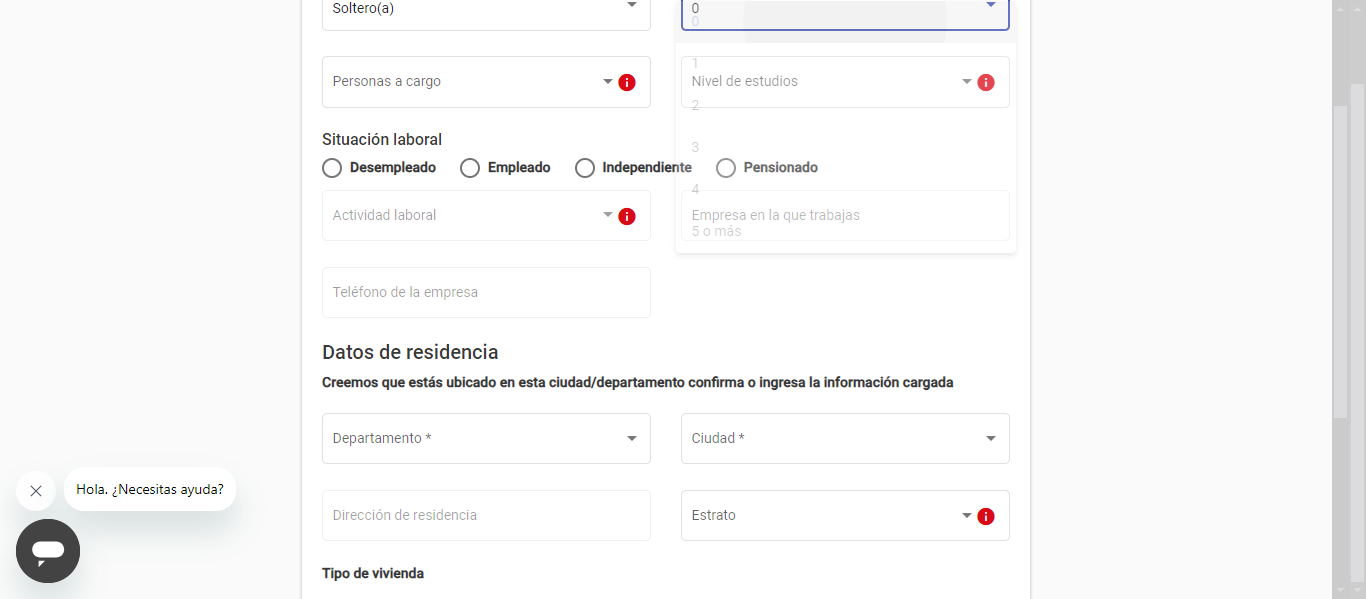 Soltero(a)
0
0
Personas a cargo
1
Nivel de estudios
2
Situación laboral
3
Desempleado
Empleado
Independiente
Pensionado
4
Actividad laboral
Empresa en la que trabajas
5 o más
Teléfono de la empresa
Datos de residencia
Creemos que estás ubicado en esta ciudad/departamento confirma o ingresa la información cargada
Departamento *
Ciudad *
Hola. ¿Necesitas ayuda?
Dirección de residencia
Estrato
Tipo de vivienda